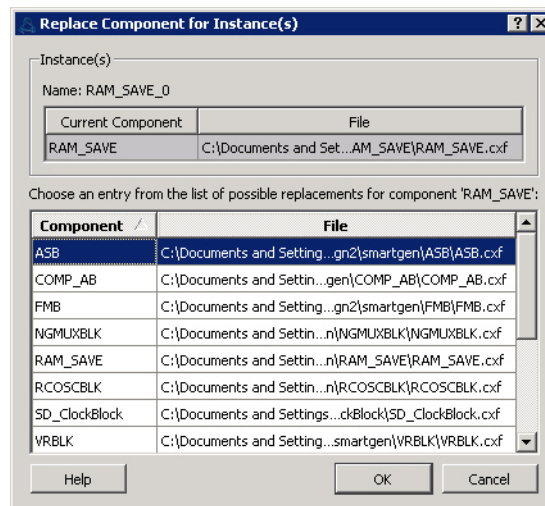 Replace Component for Instance(s)
Instance(s)
Name: RAM_SAVE_0
Current Component File
RAM_SAVE C:\Documents and Set...AM_SAVE\RAM_SAVE.cxf
Choose an entry from the list of possible replacements for component 'RAM_SAVE':
Component File
ASB C:\Documents and Setting...gn2\smartgen\ASB\ASB.cxf
COMP_AB C:\Documents and Settin...gen\COMP_AB\COMP_AB.cxf
FMB C:\Documents and Setting...gn2\smartgen\FMB\FMB.cxf
NGMUXBLK C:\Documents and Settin...n\NGMUXBLK\NGMUXBLK.cxf
RAM_SAVE C:\Documents and Settin...n\RAM_SAVE\RAM_SAVE.cxf
RCOSCBLK C:\Documents and Settin...n\RCOSCBLK\RCOSCBLK.cxf
SD_ClockBlock C:\Documents and Settings...ckBlock\SD_ClockBlock.cxf
VRBLK C:\Documents and Setting...smartgen\VRBLK\VRBLK.cxf
Help OK Cancel